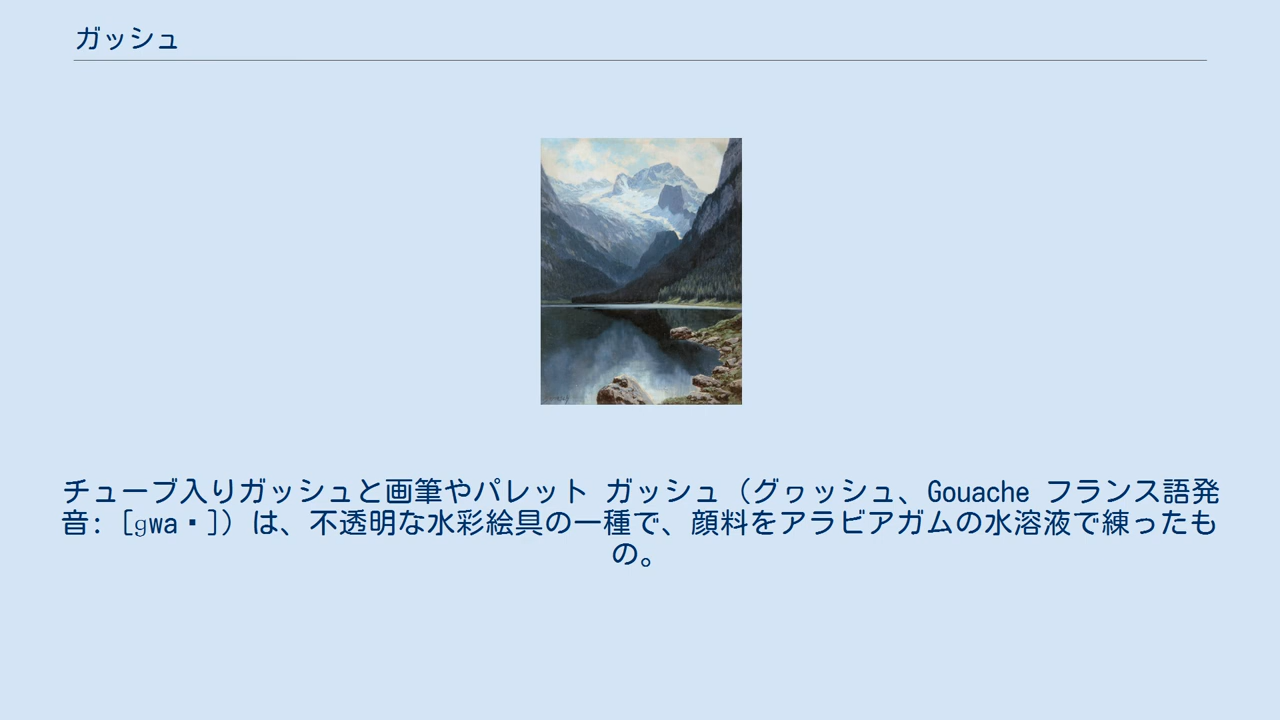 ガッシュ
チューブ入りガッシュと画筆やパレット ガッシュ（グヮッシュ、Gouache フランス語発
音: [ɡwa▪]）は、不透明な水彩絵具の一種で、顔料をアラビアガムの水溶液で練ったも
の。